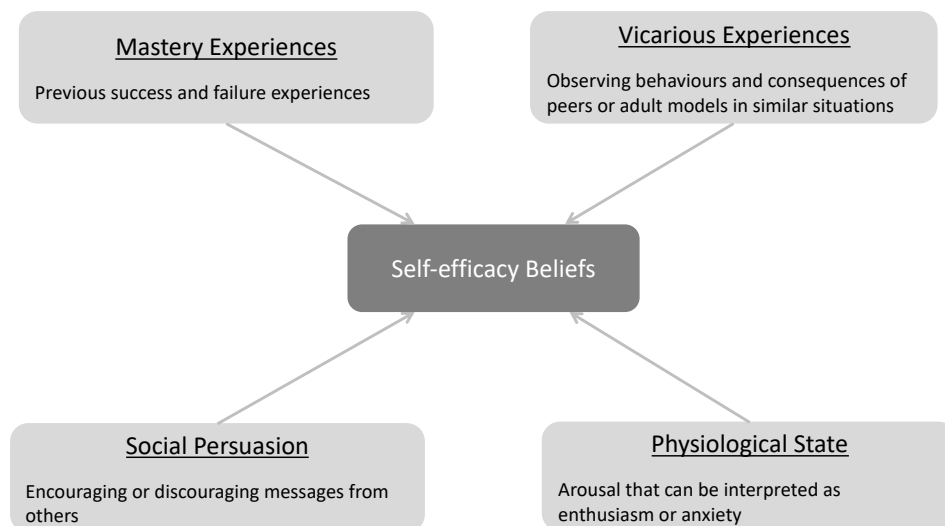 Mastery Experiences
Previous success and failure experiences
Vicarious Experiences
Observing behaviours and consequences of
peers or adult models in similar situations
Self-efficacy Beliefs
Social Persuasion
Encouraging or discouraging messages from
others
Physiological State
Arousal that can be interpreted as
enthusiasm or anxiety